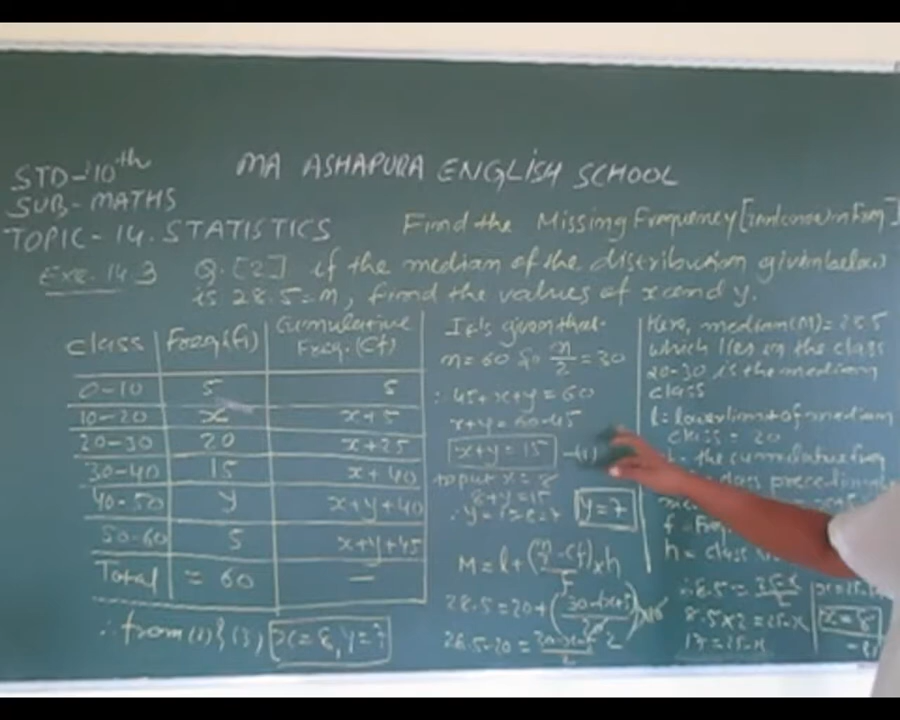 STD-10th
SUB- MATHS
TOPIC- 14. STATISTICS
MA ASHAPURA ENGLISH SCHOOL
Find the Missing Frequency
Exe. 14.3
Q. [2] if the median of the distribution given below
is 28.5 = M, find the values of x and y.
Class Freq.(fi) Cumulative Freq.(Cf)
0-10 5 5
10-20 x x+5
20-30 20 x+25
30-40 15 x+40
40-50 y x+y+40
50-60 5 x+y+45
Total = 60 —
∴ from (1) & (3) x=8, y=7
It's given that
n=60 So n/2 = 30
∴ 45+x+y=60
x+y=60-45
x+y=15 -(1)
to put x=8
8+y=15
y=7
M = l + (n/2 - Cf)/f × h
28.5=20+
28.5-20=
Here, median(M)=28.5
which lies in the class
20-30 is the median
class
l= lower limit of median
class = 20
the cumulative freq
class preceding
f = Freq
h = class
8.5×2=25-x
17=25-x
x=8